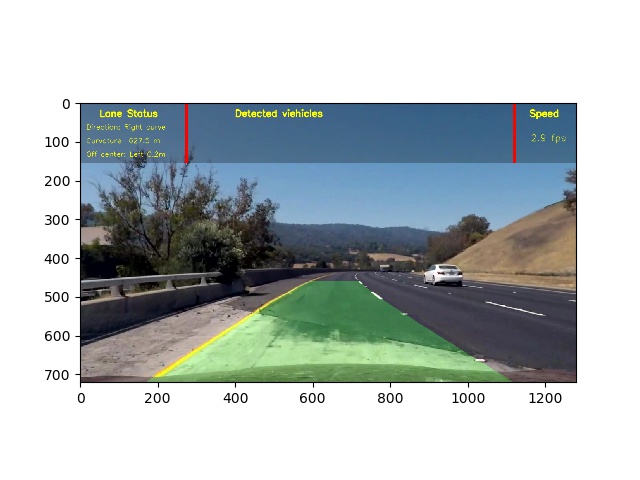 Lane Status
Detected viehicles
Speed
Direction: Right curve
Curvature: 627.5 m
Off center: Left 0.2m
2.9 fps
0
100
200
300
400
500
600
700
0
200
400
600
800
1000
1200